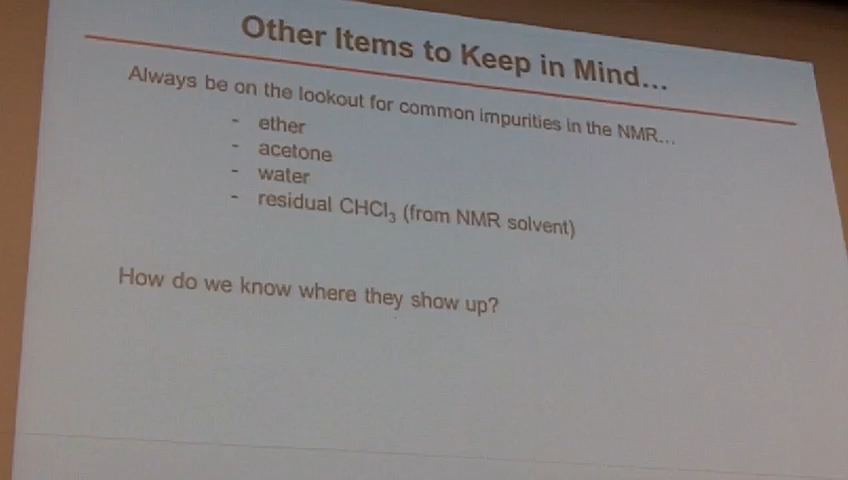 Other Items to Keep in Mind...
Always be on the lookout for common impurities in the NMR...
- ether
- acetone
- water
- residual CHCl₃ (from NMR solvent)
How do we know where they show up?